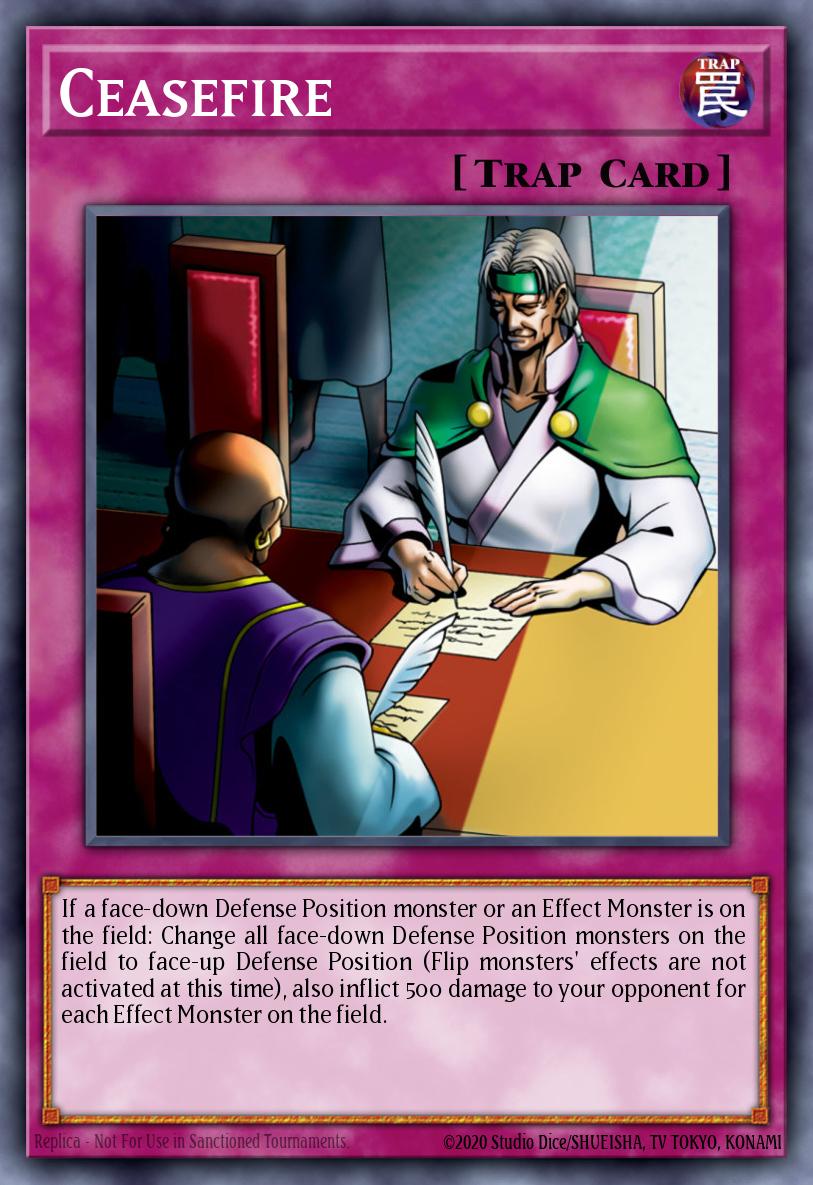 Ceasefire
TRAP
罠
[Trap Card]
If a face-down Defense Position monster or an Effect Monster is on
the field: Change all face-down Defense Position monsters on the
field to face-up Defense Position (Flip monsters' effects are not
activated at this time), also inflict 500 damage to your opponent for
each Effect Monster on the field.
Replica - Not For Use in Sanctioned Tournaments.
©2020 Studio Dice/SHUEISHA, TV TOKYO, KONAMI